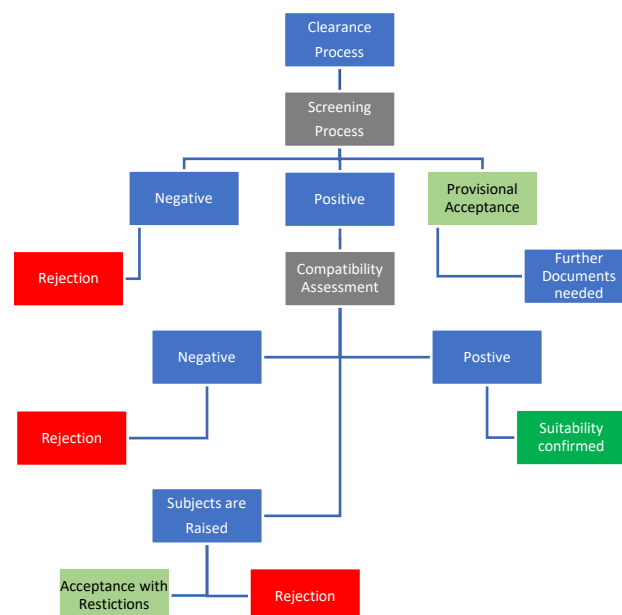 Clearance
Process
Screening
Process
Negative
Positive
Provisional
Acceptance
Rejection
Compatibility
Assessment
Further
Documents
needed
Negative
Postive
Rejection
Suitability
confirmed
Subjects are
Raised
Acceptance with
Restictions
Rejection